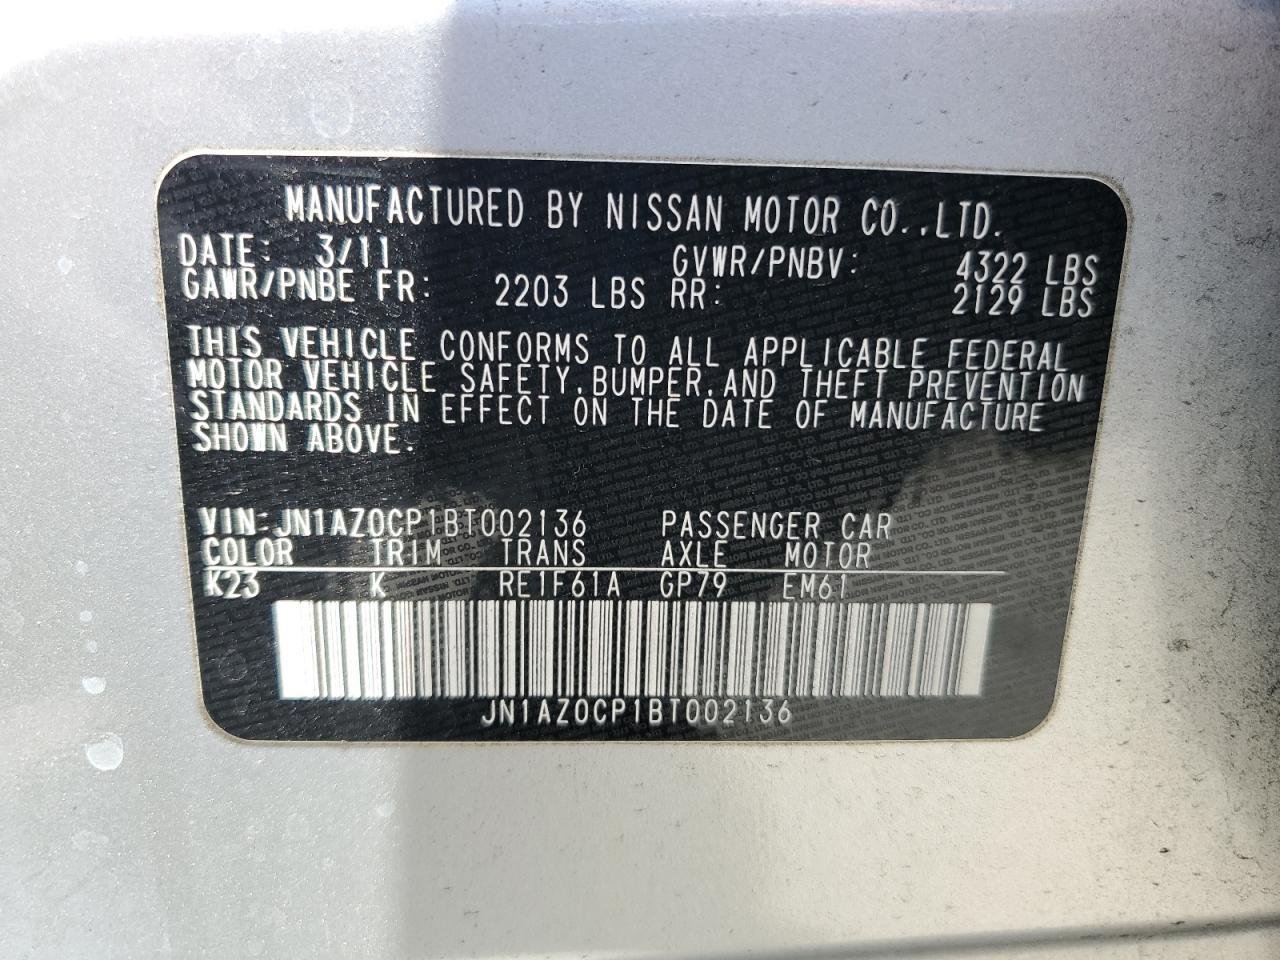 MANUFACTURED BY NISSAN MOTOR CO.,LTD.
DATE: 3/11 GVWR/PNBV: 4322 LBS
GAWR/PNBE FR: 2203 LBS RR: 2129 LBS
THIS VEHICLE CONFORMS TO ALL APPLICABLE FEDERAL
MOTOR VEHICLE SAFETY,BUMPER,AND THEFT PREVENTION
STANDARDS IN EFFECT ON THE DATE OF MANUFACTURE
SHOWN ABOVE.
VIN:JN1AZ0CP1BT002136 PASSENGER CAR
COLOR TRIM TRANS AXLE MOTOR
K23 K RE1F61A GP79 EM61
JN1AZ0CP1BT002136